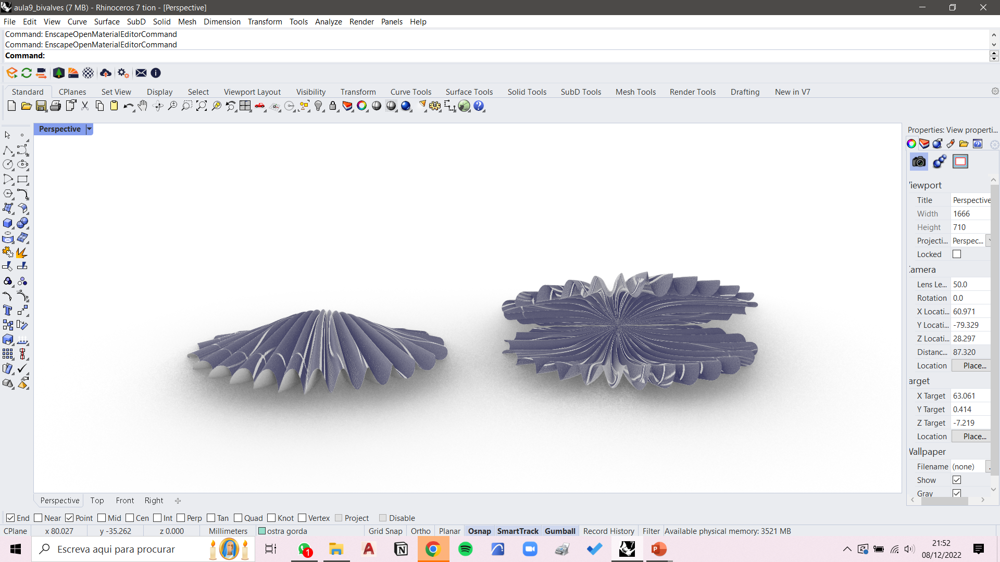 aula9_bivalves (7 MB) - Rhinoceros 7 tion - [Perspective]
File Edit View Curve Surface SubD Solid Mesh Dimension Transform Tools Analyze Render Panels Help
Command: EnscapeOpenMaterialEditorCommand
Command: EnscapeOpenMaterialEditorCommand
Command:
Standard CPlanes Set View Display Select Viewport Layout Visibility Transform Curve Tools Surface Tools Solid Tools SubD Tools Mesh Tools Render Tools Drafting New in V7
Perspective
Properties: View properti...
Viewport
Title Perspective
Width 1666
Height 710
Projecti... Perspec...
Locked
Camera
Lens Le... 50.0
Rotation 0.0
X Locati... 60.971
Y Locati... -79.329
Z Locati... 28.297
Distanc... 87.320
Location Place...
arget
X Target 63.061
Y Target 0.414
Z Target -7.219
Location Place...
Wallpaper
Filename (none)
Show
Gray
Perspective Top Front Right
End Near Point Mid Cen Int Perp Tan Quad Knot Vertex Project Disable
CPlane x 80.027 y -35.262 z 0.000 Millimeters ostra gorda Grid Snap Ortho Planar Osnap SmartTrack Gumball Record History Filter Available physical memory: 3521 MB
Escreva aqui para procurar
1
21:52
08/12/2022